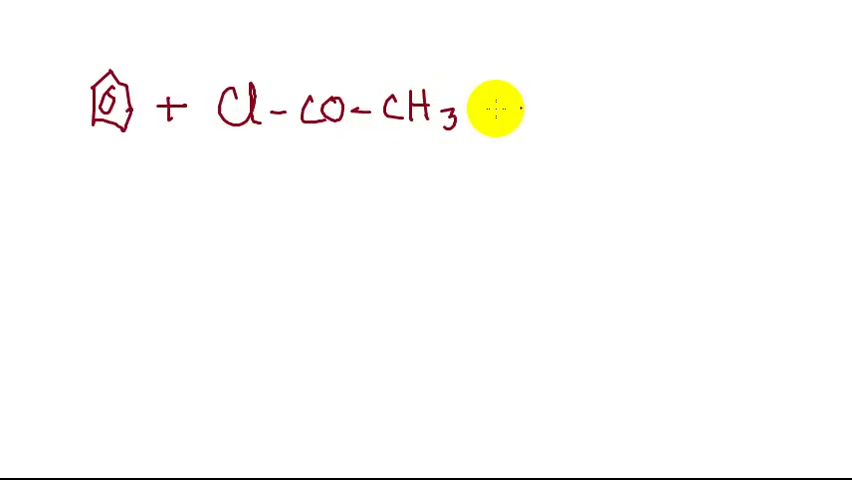 + Cl - CO - CH3